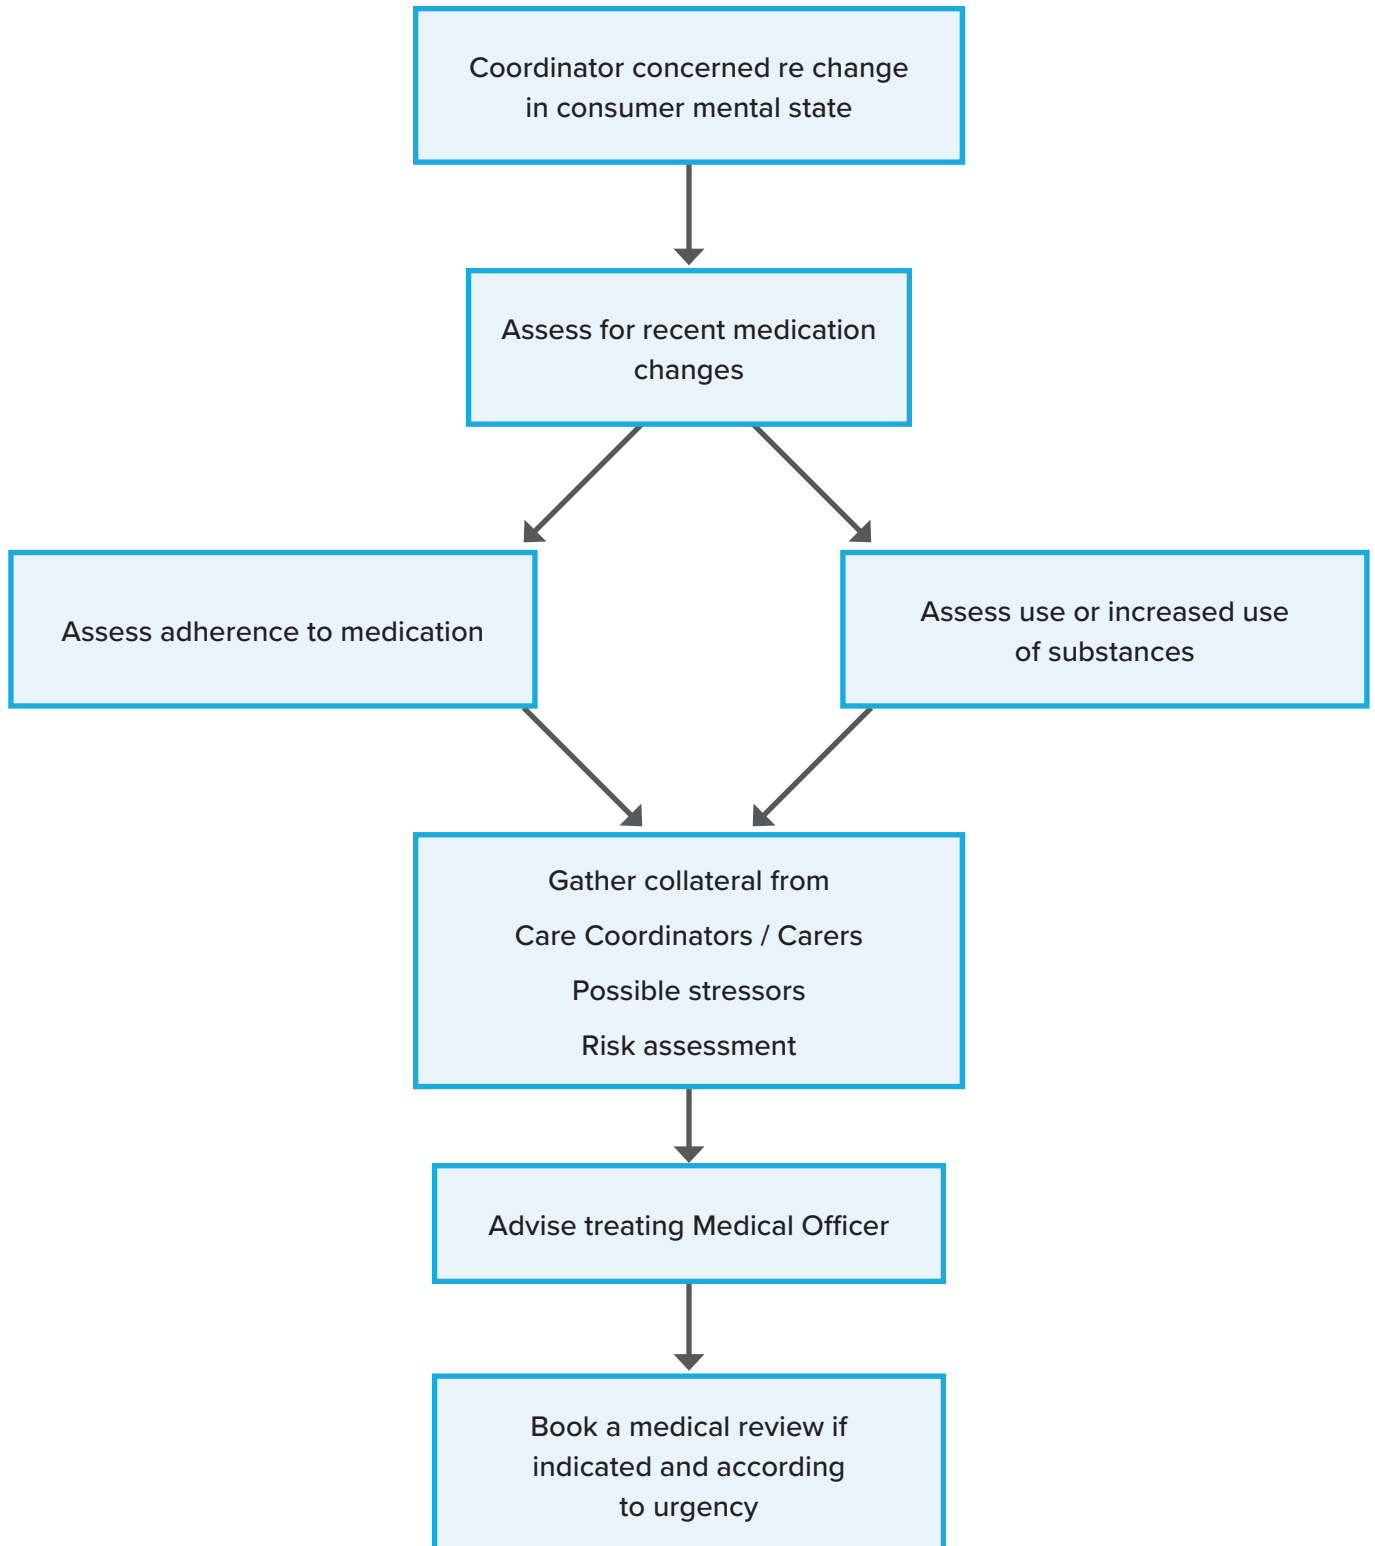 Coordinator concerned re change
in consumer mental state
Assess for recent medication
changes
Assess adherence to medication
Assess use or increased use
of substances
Gather collateral from
Care Coordinators / Carers
Possible stressors
Risk assessment
Advise treating Medical Officer
Book a medical review if
indicated and according
to urgency